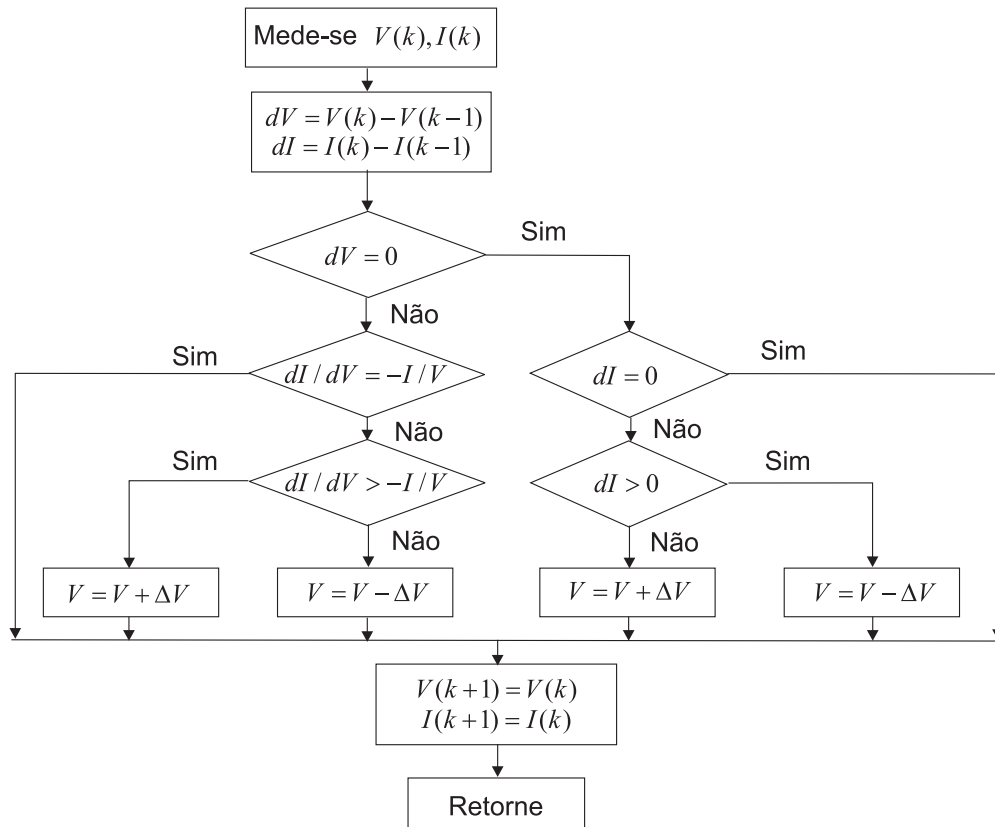 Mede-se V(k), I(k)
dV = V(k) − V(k−1)
dI = I(k) − I(k−1)
dV = 0
Sim
Não
Sim
dI / dV = −I / V
dI = 0
Sim
Não
Não
Sim
dI / dV > −I / V
dI > 0
Sim
Não
Não
V = V + ΔV
V = V − ΔV
V = V + ΔV
V = V − ΔV
V(k+1) = V(k)
I(k+1) = I(k)
Retorne